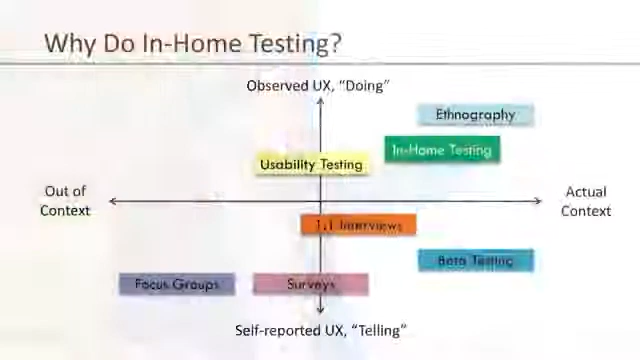 Why Do In-Home Testing?
Observed UX, “Doing”
Ethnography
In-Home Testing
Usability Testing
Out of
Context
Actual
Context
1:1 Interviews
Beta Testing
Focus Groups
Surveys
Self-reported UX, “Telling”